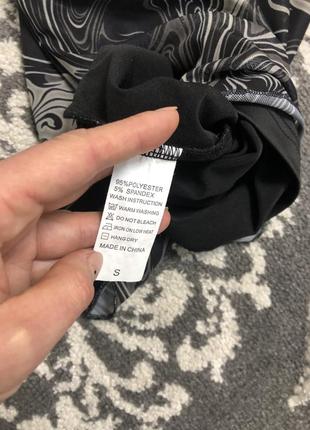 95%POLYESTER
5% SPANDEX
WASH INSTRUCTION
WARM WASHING
DO NOT BLEACH
IRON ON LOW HEAT
HANG DRY
MADE IN CHINA
S